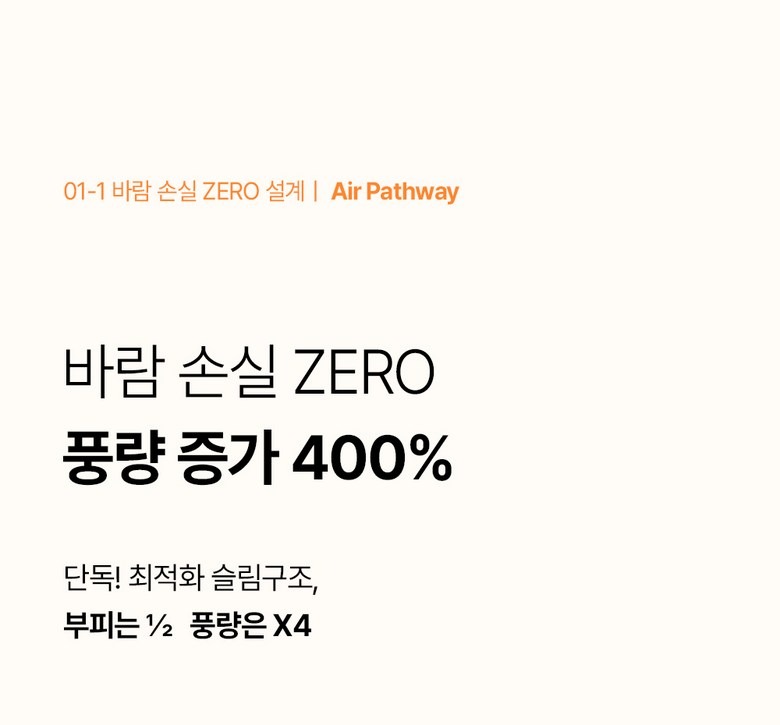 01-1 바람 손실 ZERO 설계ㅣ Air Pathway
바람 손실 ZERO
풍량 증가 400%
단독! 최적화 슬림구조,
부피는 ½ 풍량은 X4